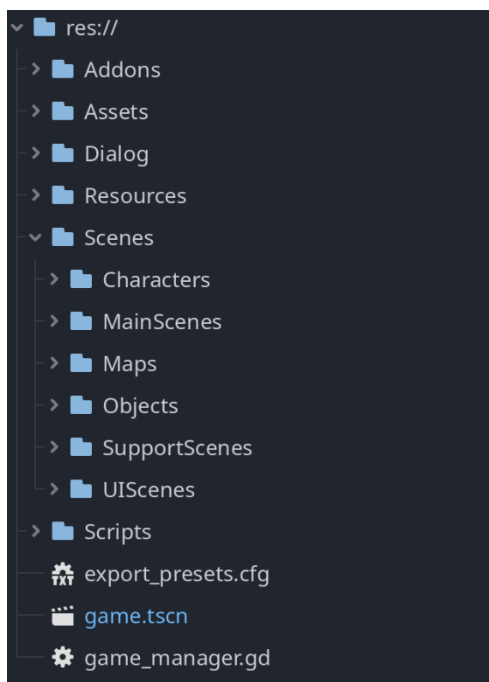 res://
Addons
Assets
Dialog
Resources
Scenes
Characters
MainScenes
Maps
Objects
SupportScenes
UIScenes
Scripts
TXT export_presets.cfg
game.tscn
game_manager.gd